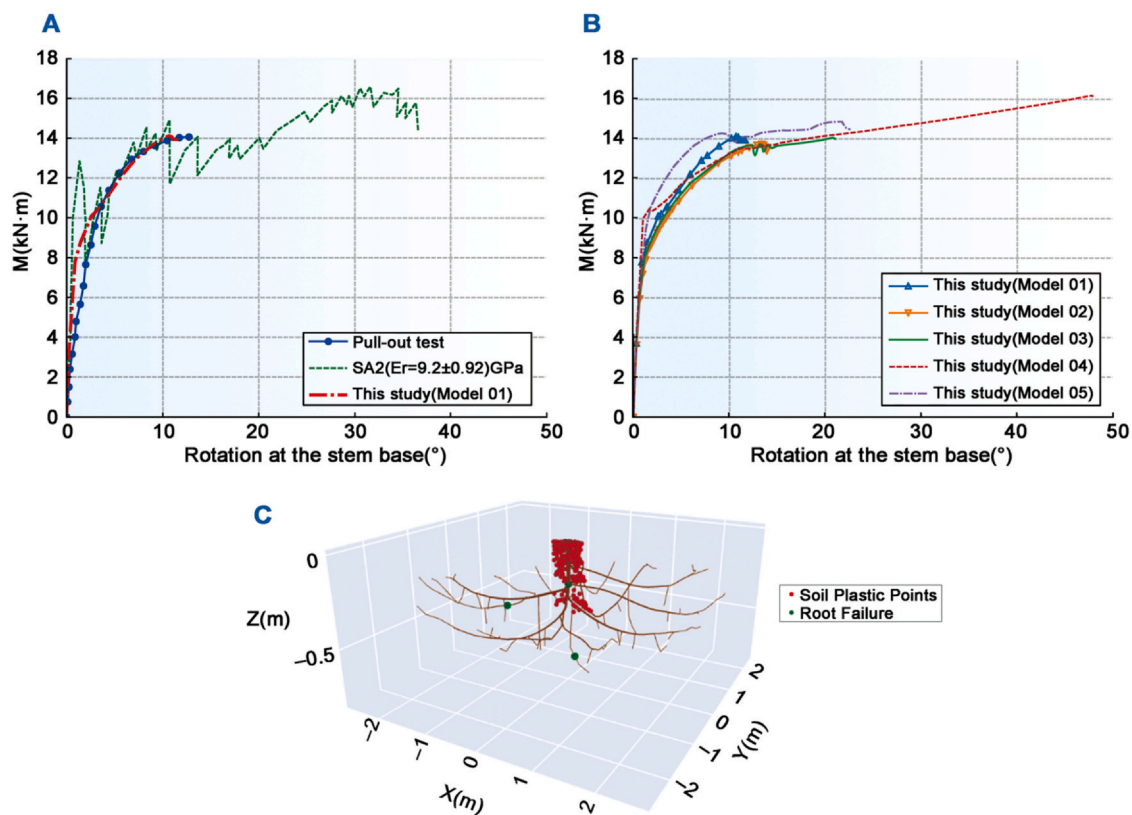 A
M(kN·m)
18
16
14
12
10
8
6
4
2
0
0 10 20 30 40 50
Rotation at the stem base(°)
Pull-out test
SA2(Er=9.2±0.92)GPa
This study(Model 01)
B
M(kN·m)
18
16
14
12
10
8
6
4
2
0
0 10 20 30 40 50
Rotation at the stem base(°)
This study(Model 01)
This study(Model 02)
This study(Model 03)
This study(Model 04)
This study(Model 05)
C
0
Z(m)
−0.5
−2
−1
0
1
2
X(m)
2
1
0
−1
−2
Y(m)
Soil Plastic Points
Root Failure